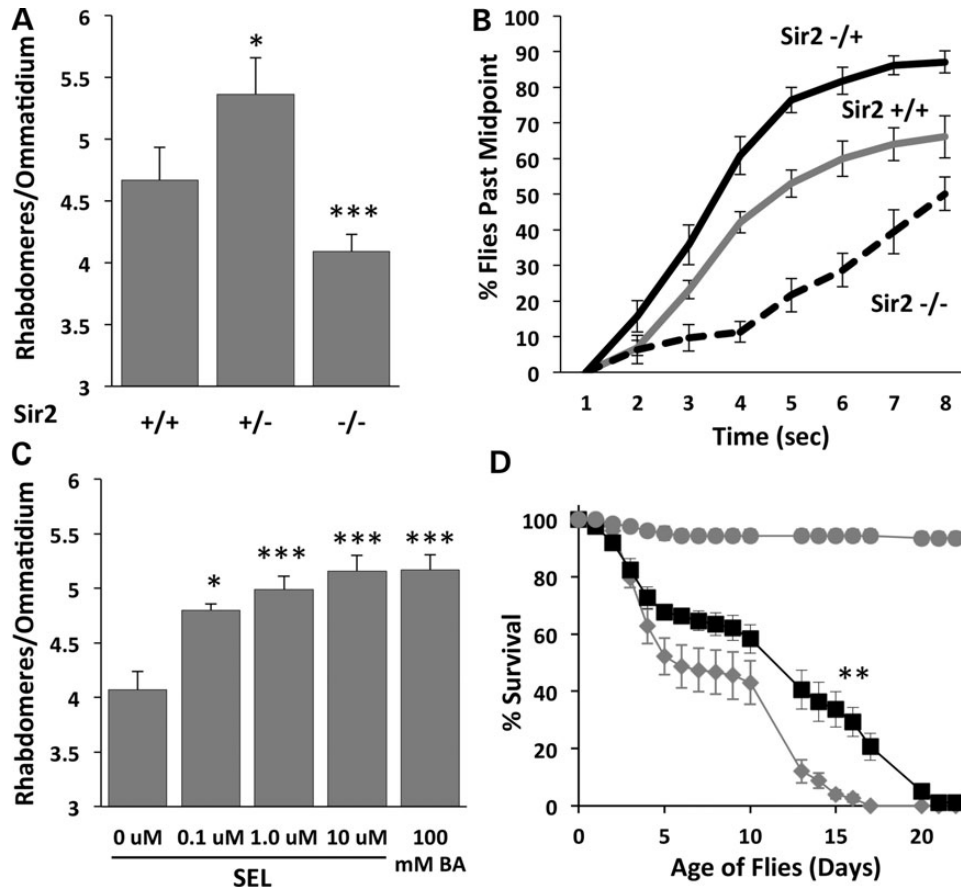 A
6
5.5
5
4.5
4
3.5
3
Rhabdomeres/Ommatidium
*
***
Sir2 +/+ +/- -/-
B
100
90
80
70
60
50
40
30
20
10
0
% Flies Past Midpoint
Sir2 -/+
Sir2 +/+
Sir2 -/-
1 2 3 4 5 6 7 8
Time (sec)
C
6
5.5
5
4.5
4
3.5
3
Rhabdomeres/Ommatidium
* *** *** ***
0 uM 0.1 uM 1.0 uM 10 uM 100
mM BA
SEL
D
100
80
60
40
20
0
% Survival
**
0 5 10 15 20
Age of Flies (Days)